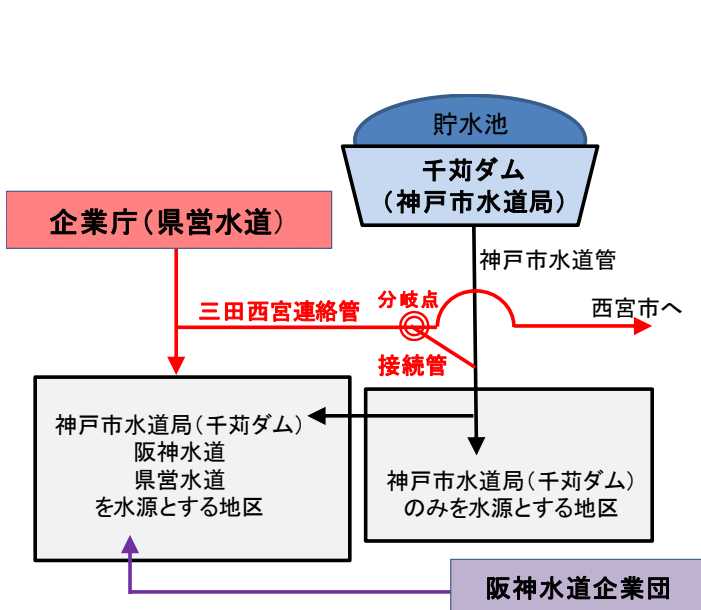 貯水池
千苅ダム
（神戸市水道局）
企業庁（県営水道）
神戸市水道管
分岐点
三田西宮連絡管
西宮市へ
接続管
神戸市水道局（千苅ダム）
阪神水道
県営水道
を水源とする地区
神戸市水道局（千苅ダム）
のみを水源とする地区
阪神水道企業団